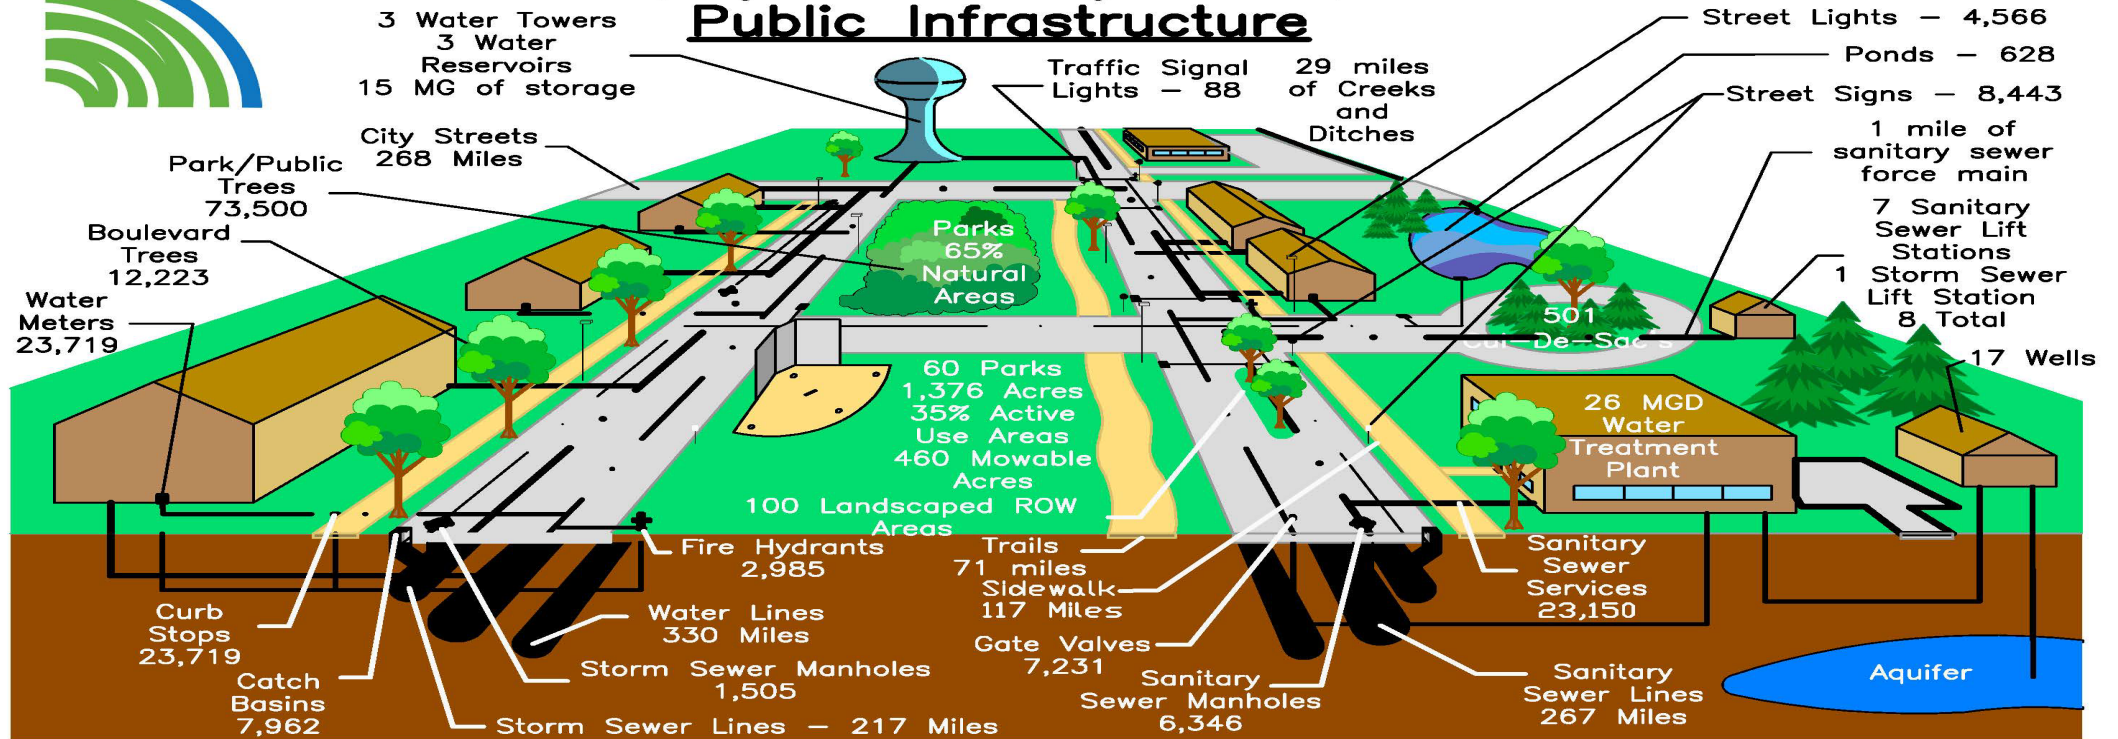 Public Infrastructure
3 Water Towers
3 Water
Reservoirs
15 MG of storage
City Streets
268 Miles
Park/Public
Trees
73,500
Boulevard
Trees
12,223
Water
Meters
23,719
Traffic Signal
Lights - 88
29 miles
of Creeks
and
Ditches
Street Lights - 4,566
Ponds - 628
Street Signs - 8,443
1 mile of
sanitary sewer
force main
7 Sanitary
Sewer Lift
Stations
1 Storm Sewer
Lift Station
8 Total
17 Wells
Parks
65%
Natural
Areas
501
Cul-De-Sac's
60 Parks
1,376 Acres
35% Active
Use Areas
460 Mowable
Acres
100 Landscaped ROW
Areas
26 MGD
Water
Treatment
Plant
Fire Hydrants
2,985
Water Lines
330 Miles
Storm Sewer Manholes
1,505
Storm Sewer Lines - 217 Miles
Curb
Stops
23,719
Catch
Basins
7,962
Trails
71 miles
Sidewalk
117 Miles
Gate Valves
7,231
Sanitary
Sewer Manholes
6,346
Sanitary
Sewer
Services
23,150
Sanitary
Sewer Lines
267 Miles
Aquifer